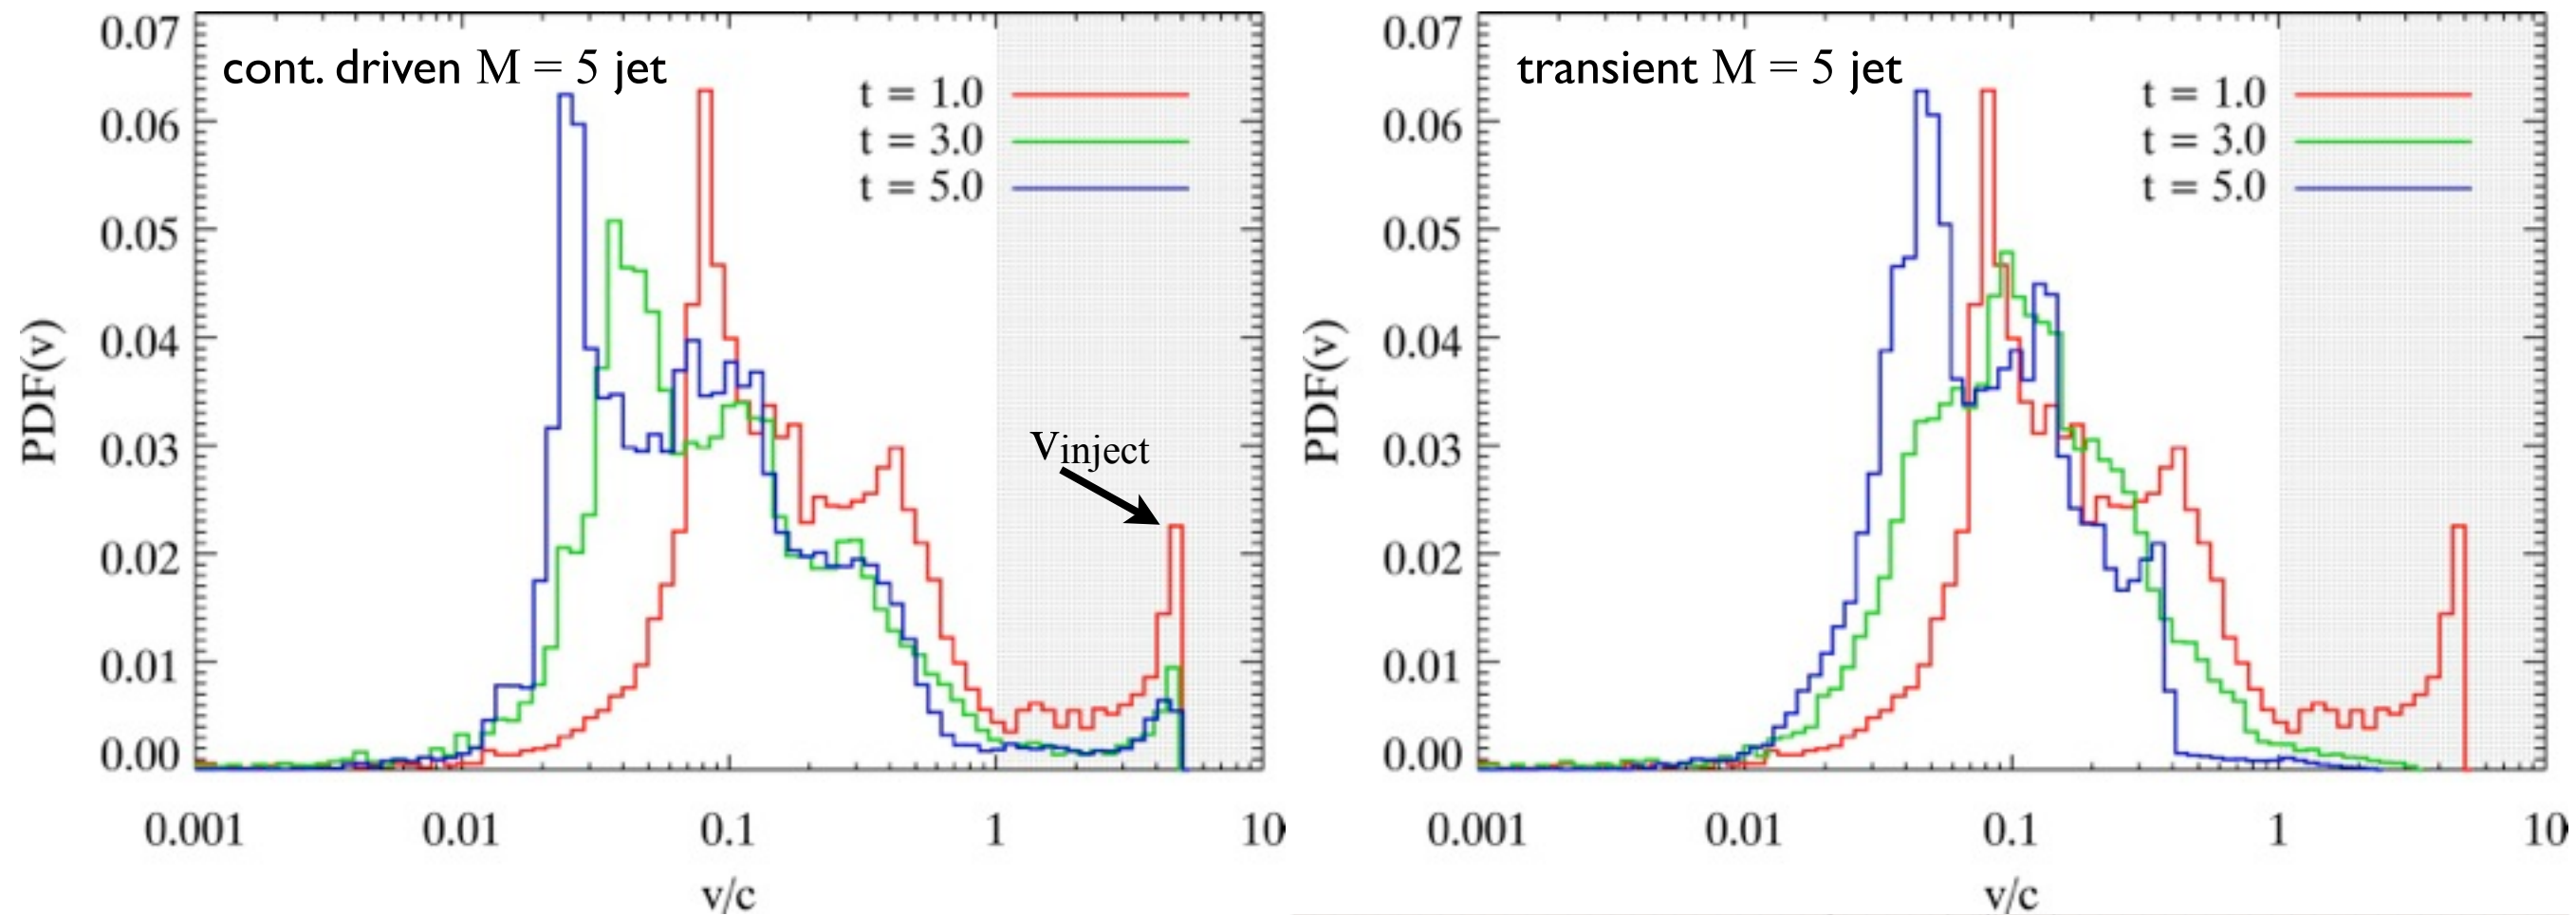 cont. driven M = 5 jet
t = 1.0
t = 3.0
t = 5.0
Vinject
0.07
0.06
0.05
0.04
0.03
0.02
0.01
0.00
PDF(v)
0.001
0.01
0.1
1
10
v/c
transient M = 5 jet
t = 1.0
t = 3.0
t = 5.0
0.07
0.06
0.05
0.04
0.03
0.02
0.01
0.00
PDF(v)
0.001
0.01
0.1
1
10
v/c